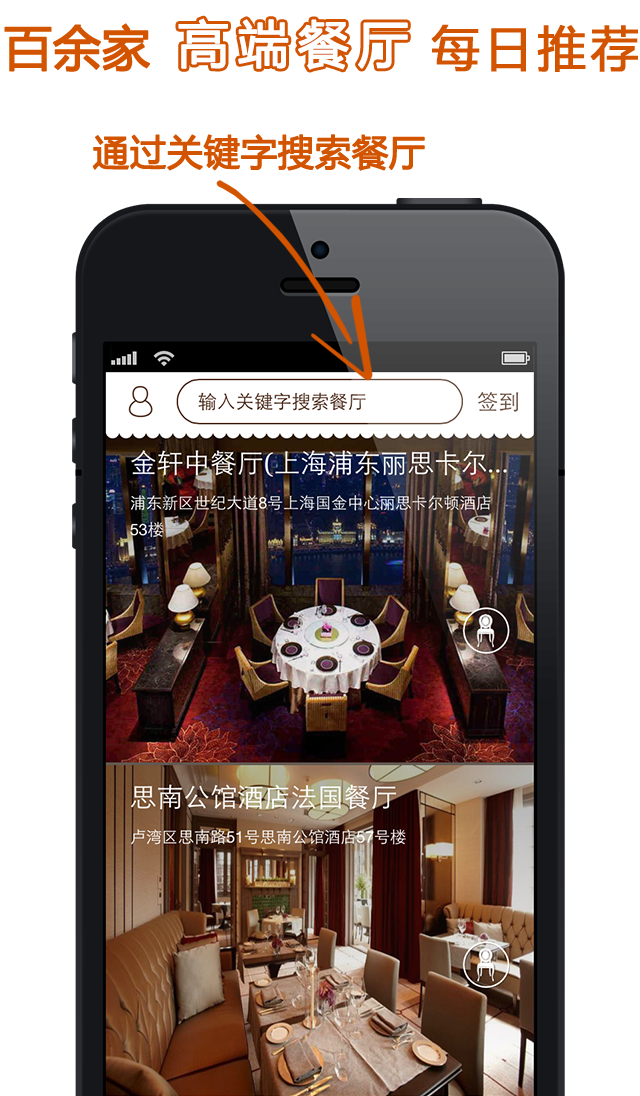 百余家 高端餐厅 每日推荐
通过关键字搜索餐厅
输入关键字搜索餐厅 签到
金轩中餐厅(上海浦东丽思卡尔...
浦东新区世纪大道8号上海国金中心丽思卡尔顿酒店
53楼
思南公馆酒店法国餐厅
卢湾区思南路51号思南公馆酒店57号楼